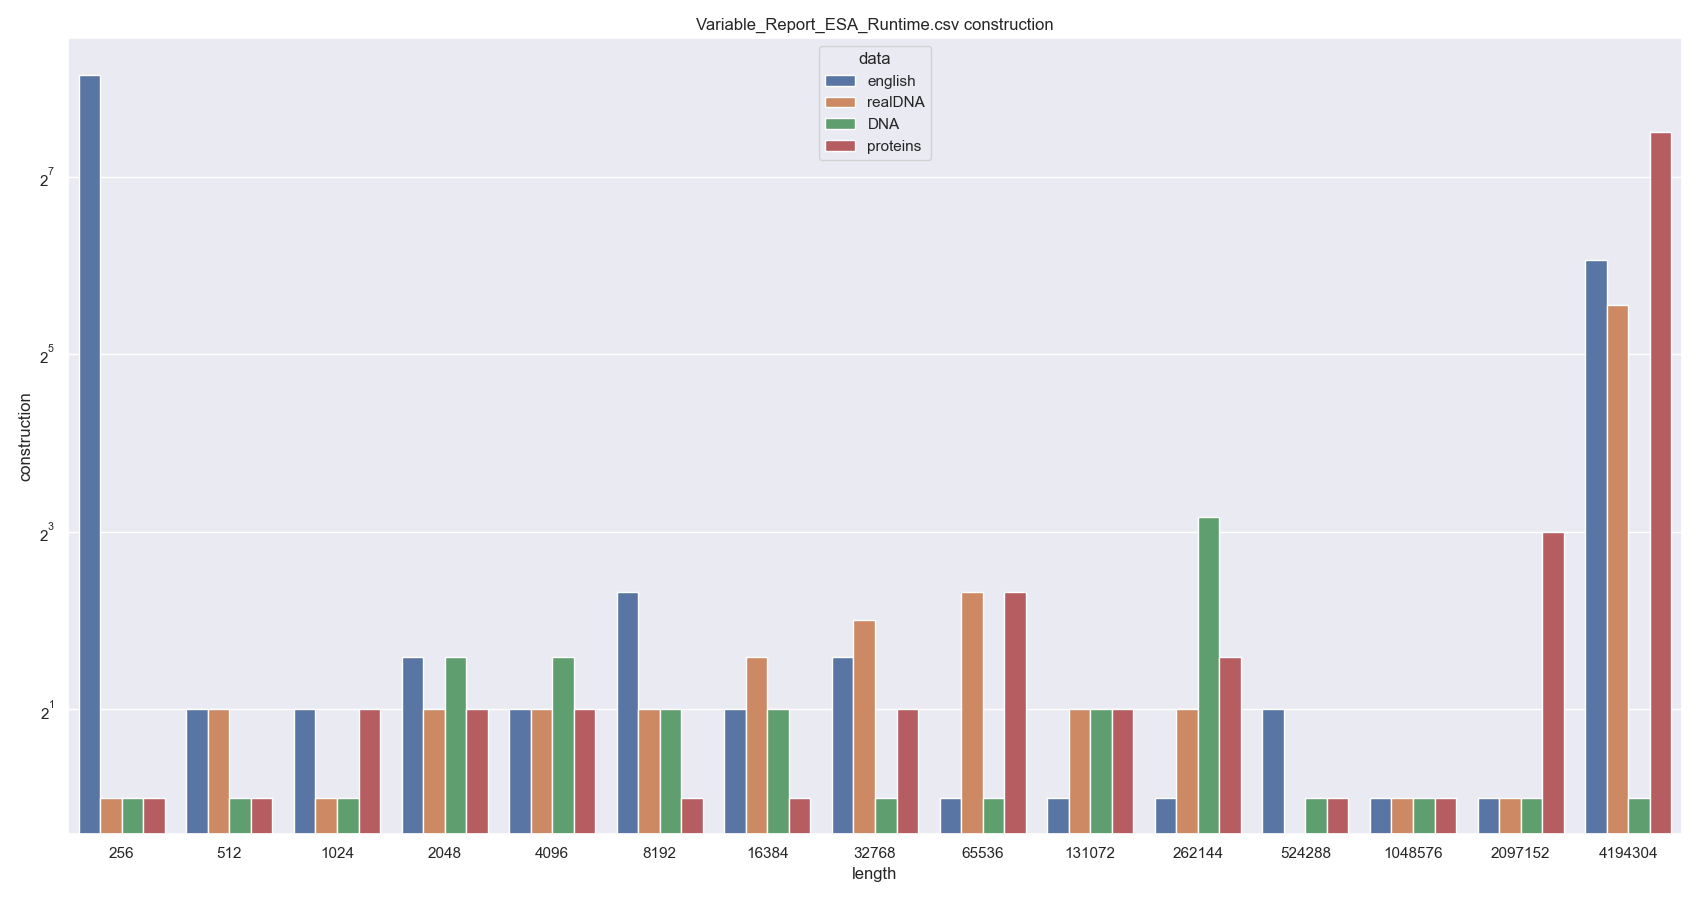 Variable_Report_ESA_Runtime.csv construction
data
english
realDNA
DNA
proteins
2^7
2^5
2^3
2^1
construction
256 512 1024 2048 4096 8192 16384 32768 65536 131072 262144 524288 1048576 2097152 4194304
length